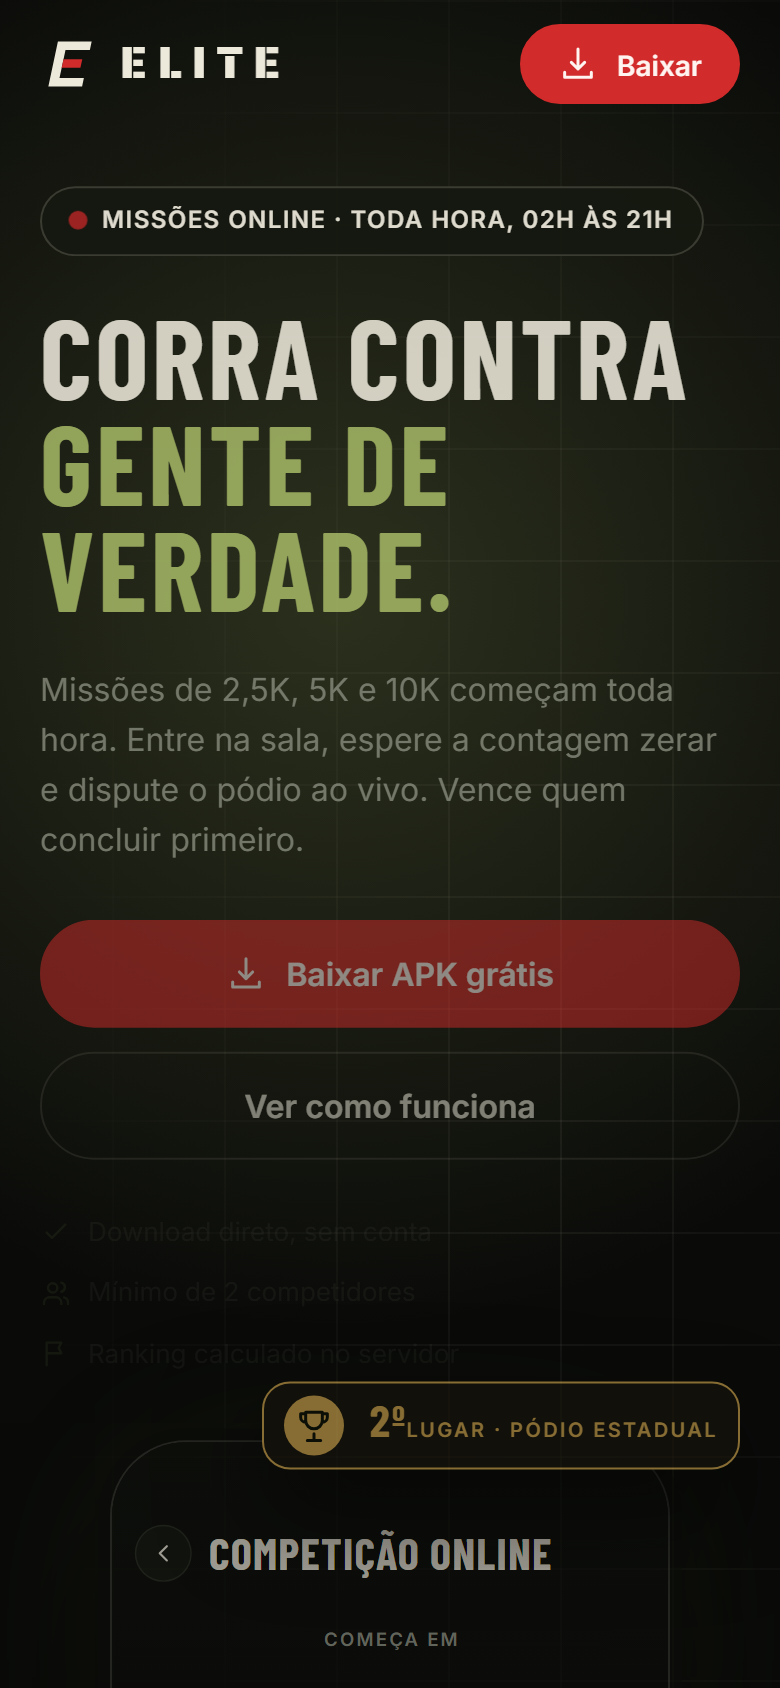 ELITE
Baixar
MISSÕES ONLINE · TODA HORA, 02H ÀS 21H
CORRA CONTRA
GENTE DE
VERDADE.
Missões de 2,5K, 5K e 10K começam toda
hora. Entre na sala, espere a contagem zerar
e dispute o pódio ao vivo. Vence quem
concluir primeiro.
Baixar APK grátis
Ver como funciona
Download direto, sem conta
Mínimo de 2 competidores
Ranking calculado no servidor
2º LUGAR · PÓDIO ESTADUAL
COMPETIÇÃO ONLINE
COMEÇA EM